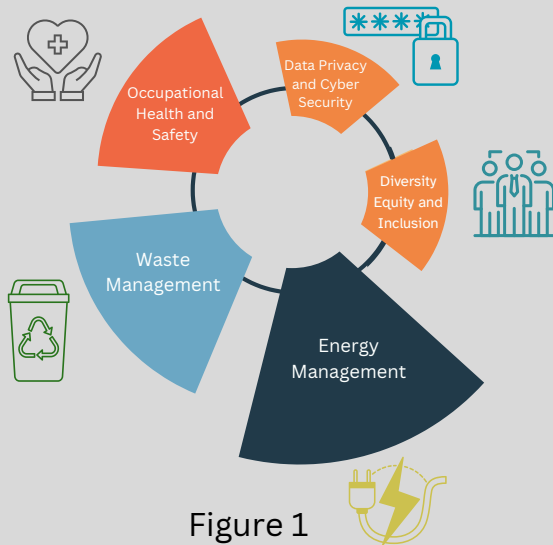 Occupational
Health and
Safety
Data Privacy
and Cyber
Security
Diversity
Equity and
Inclusion
Waste
Management
Energy
Management
Figure 1